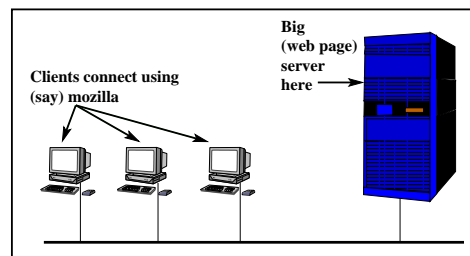 Big
(web page)
server
here
Clients connect using
(say) mozilla